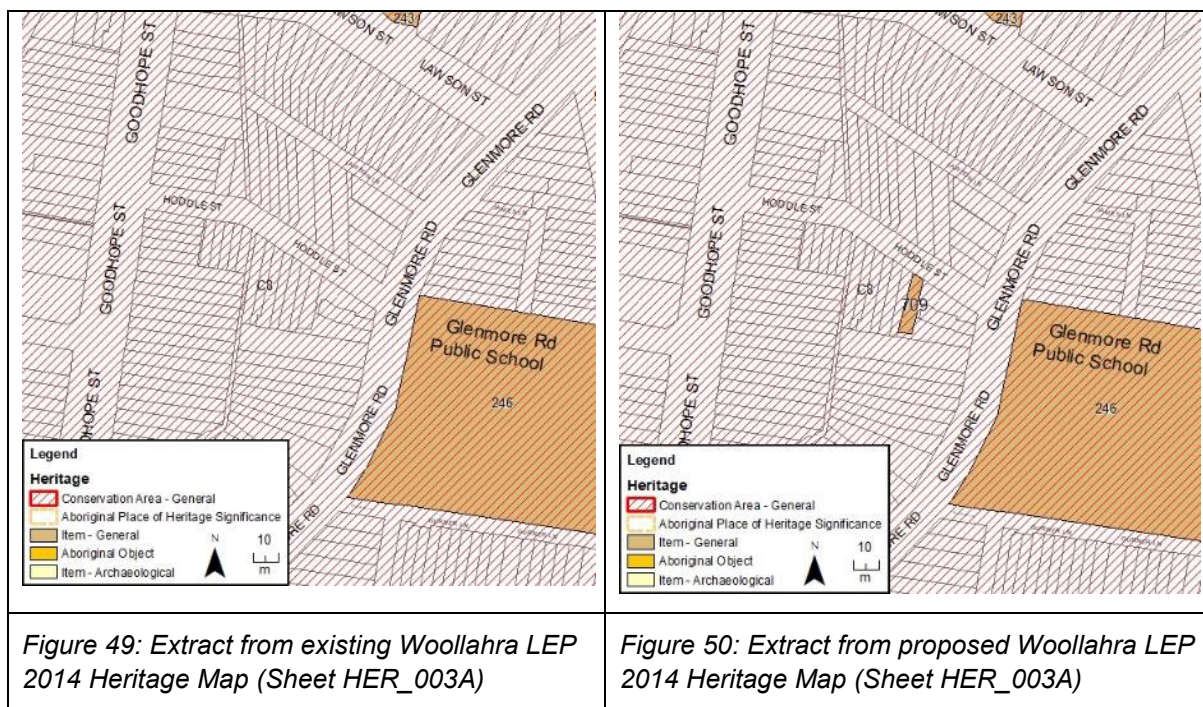 243
LAWSON ST
LAWSON ST
GOODHOPE ST
GLENMORE RD
HODDLE ST
HODDLE ST
GOODHOPE ST
C8
GLENMORE RD
Glenmore Rd
Public School
246
GLENMORE RD
Legend
Heritage
Conservation Area - General
Aboriginal Place of Heritage Significance
Item - General
Aboriginal Object
Item - Archaeological
N
10
m
Figure 49: Extract from existing Woollahra LEP
2014 Heritage Map (Sheet HER_003A)
243
LAWSON ST
LAWSON ST
GOODHOPE ST
GLENMORE RD
HODDLE ST
HODDLE ST
GOODHOPE ST
C8
709
GLENMORE RD
Glenmore Rd
Public School
246
GLENMORE RD
Legend
Heritage
Conservation Area - General
Aboriginal Place of Heritage Significance
Item - General
Aboriginal Object
Item - Archaeological
N
10
m
Figure 50: Extract from proposed Woollahra LEP
2014 Heritage Map (Sheet HER_003A)